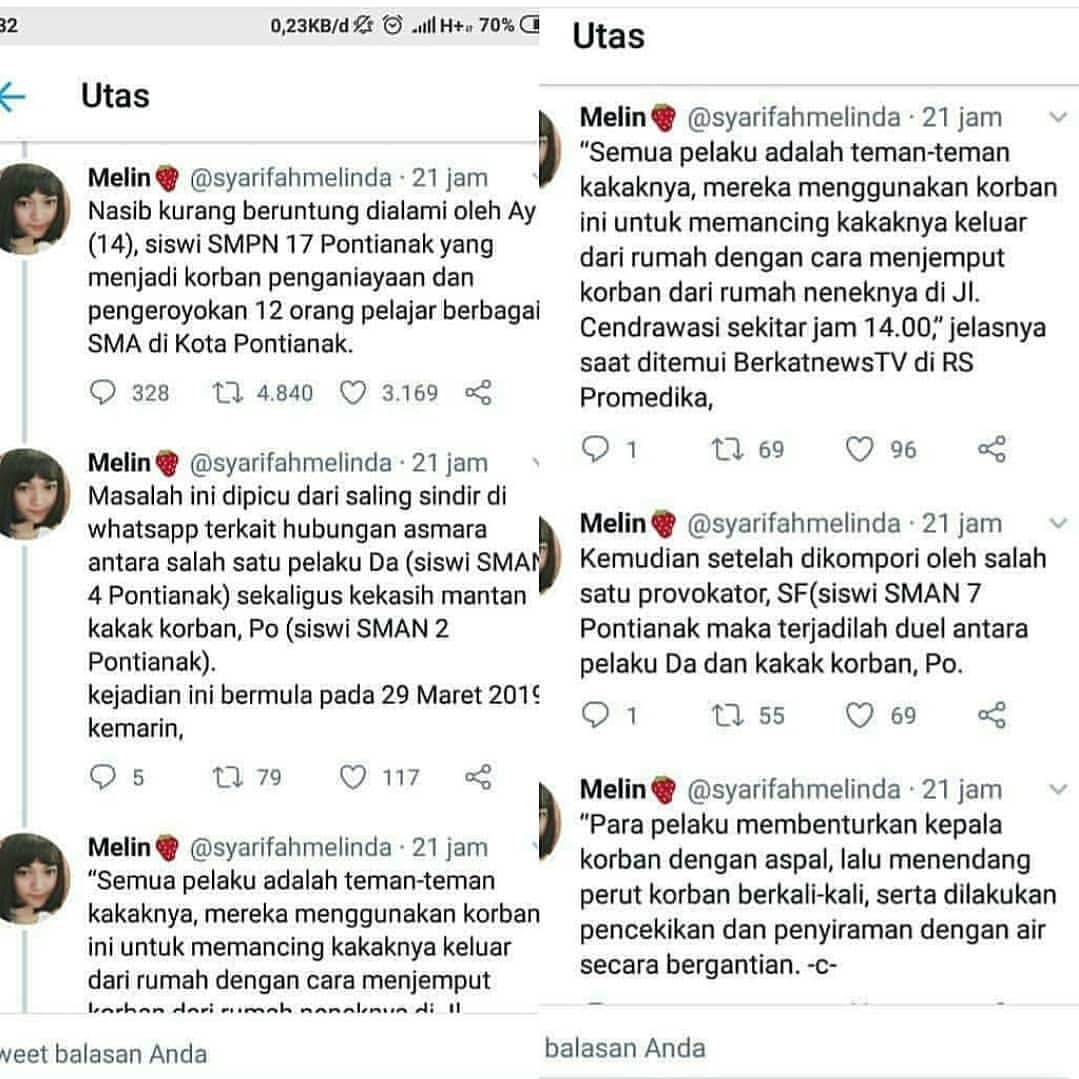 32 0,23KB/d H+ 70%
Utas
Melin🍓 @syarifahmelinda · 21 jam
Nasib kurang beruntung dialami oleh Ay
(14), siswi SMPN 17 Pontianak yang
menjadi korban penganiayaan dan
pengeroyokan 12 orang pelajar berbagai
SMA di Kota Pontianak.
328 4.840 3.169
Melin🍓 @syarifahmelinda · 21 jam
Masalah ini dipicu dari saling sindir di
whatsapp terkait hubungan asmara
antara salah satu pelaku Da (siswi SMAN
4 Pontianak) sekaligus kekasih mantan
kakak korban, Po (siswi SMAN 2
Pontianak).
kejadian ini bermula pada 29 Maret 2019
kemarin,
5 79 117
Melin🍓 @syarifahmelinda · 21 jam
“Semua pelaku adalah teman-teman
kakaknya, mereka menggunakan korban
ini untuk memancing kakaknya keluar
dari rumah dengan cara menjemput
korban dari rumah neneknya di Jl.
weet balasan Anda
Utas
Melin🍓 @syarifahmelinda · 21 jam
“Semua pelaku adalah teman-teman
kakaknya, mereka menggunakan korban
ini untuk memancing kakaknya keluar
dari rumah dengan cara menjemput
korban dari rumah neneknya di Jl.
Cendrawasi sekitar jam 14.00,” jelasnya
saat ditemui BerkatnewsTV di RS
Promedika,
1 69 96
Melin🍓 @syarifahmelinda · 21 jam
Kemudian setelah dikompori oleh salah
satu provokator, SF(siswi SMAN 7
Pontianak maka terjadilah duel antara
pelaku Da dan kakak korban, Po.
1 55 69
Melin🍓 @syarifahmelinda · 21 jam
“Para pelaku membenturkan kepala
korban dengan aspal, lalu menendang
perut korban berkali-kali, serta dilakukan
pencekikan dan penyiraman dengan air
secara bergantian. -c-
balasan Anda